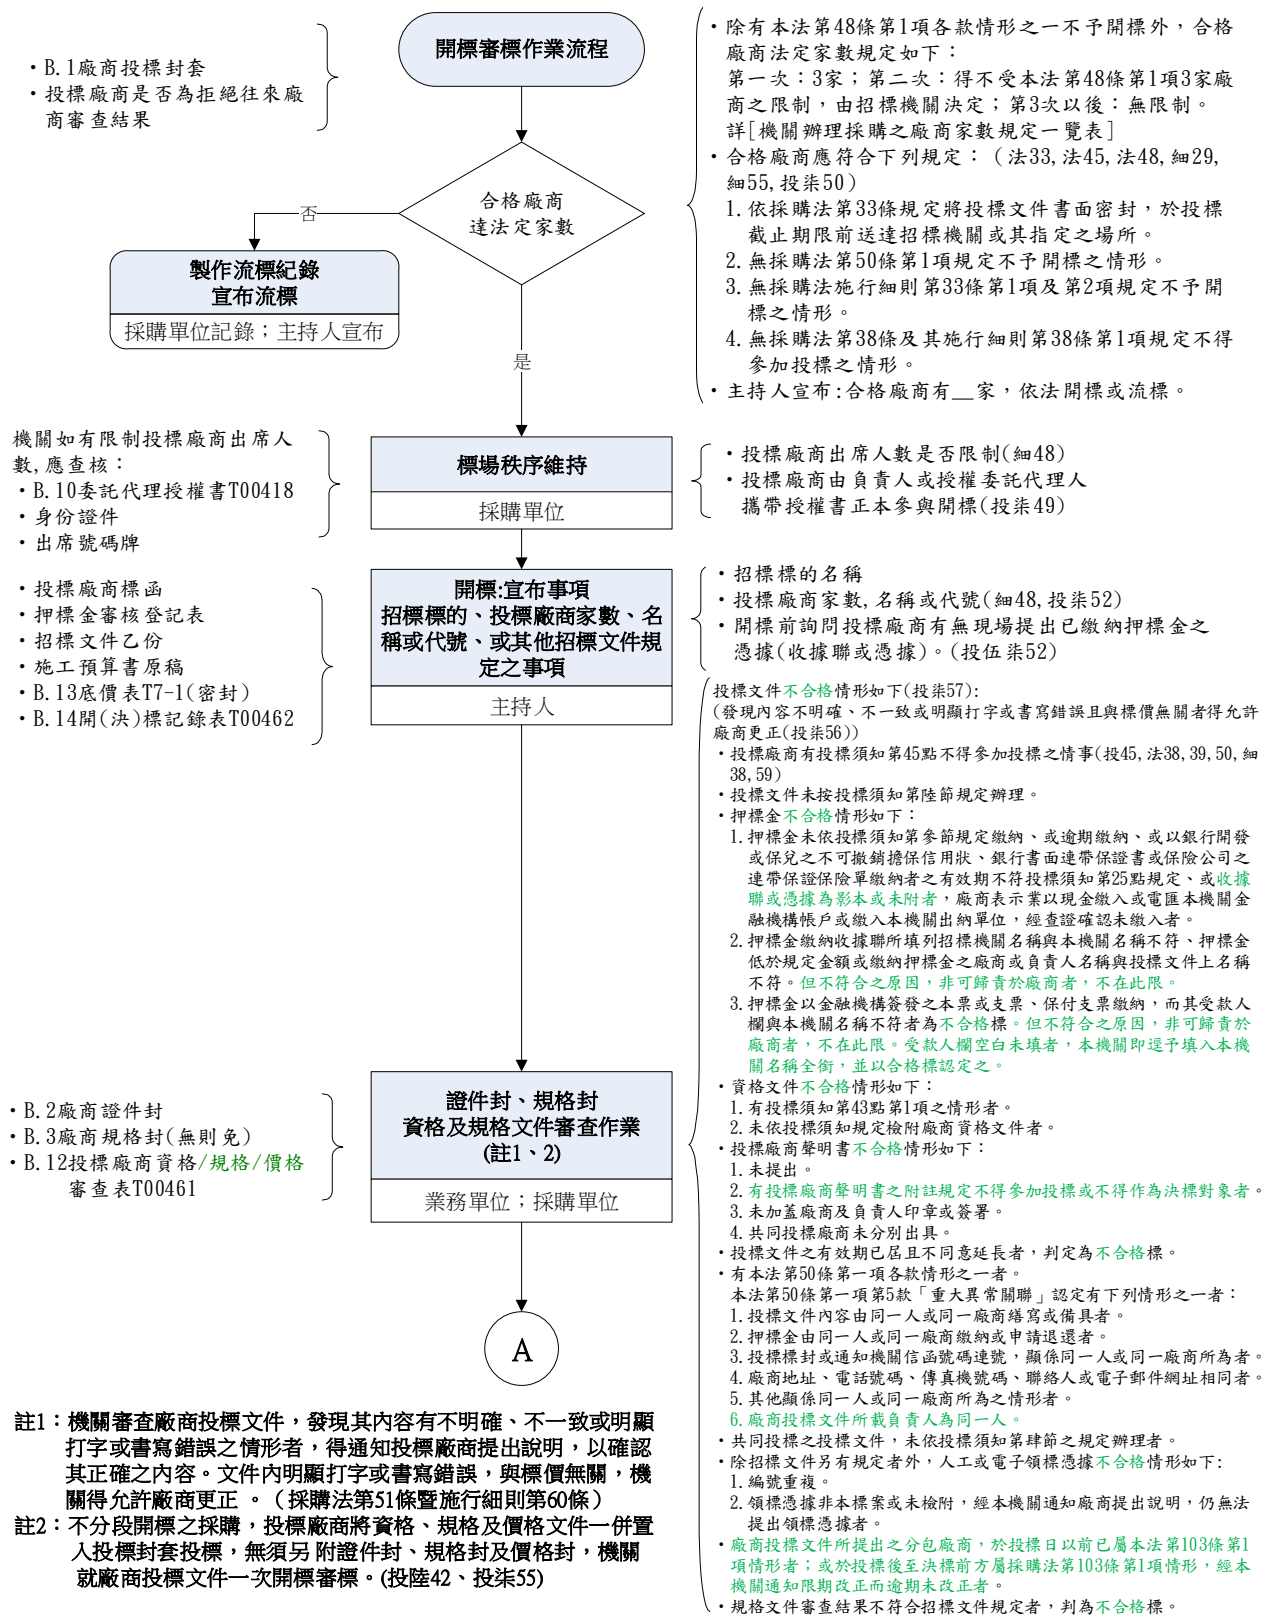 開標審標作業流程
・B.1廠商投標封套
・投標廠商是否為拒絕往來廠
商審查結果
・除有本法第48條第1項各款情形之一不予開標外，合格
廠商法定家數規定如下：
第一次：3家；第二次：得不受本法第48條第1項3家廠
商之限制，由招標機關決定；第3次以後：無限制。
詳[機關辦理採購之廠商家數規定一覽表]
・合格廠商應符合下列規定：（法33,法45,法48,細29,
細55,投柒50）
1.依採購法第33條規定將投標文件書面密封，於投標
截止期限前送達招標機關或其指定之場所。
2.無採購法第50條第1項規定不予開標之情形。
3.無採購法施行細則第33條第1項及第2項規定不予開
標之情形。
4.無採購法第38條及其施行細則第38條第1項規定不得
參加投標之情形。
・主持人宣布:合格廠商有__家，依法開標或流標。
合格廠商
達法定家數
否
製作流標紀錄
宣布流標
採購單位記錄；主持人宣布
是
機關如有限制投標廠商出席人
數,應查核：
・B.10委託代理授權書T00418
・身份證件
・出席號碼牌
標場秩序維持
採購單位
・投標廠商出席人數是否限制(細48)
・投標廠商由負責人或授權委託代理人
攜帶授權書正本參與開標(投柒49)
・投標廠商標函
・押標金審核登記表
・招標文件乙份
・施工預算書原稿
・B.13底價表T7-1(密封)
・B.14開(決)標記錄表T00462
開標:宣布事項
招標標的、投標廠商家數、名
稱或代號、或其他招標文件規
定之事項
主持人
・招標標的名稱
・投標廠商家數,名稱或代號(細48,投柒52)
・開標前詢問投標廠商有無現場提出已繳納押標金之
憑據(收據聯或憑據)。(投伍柒52)
投標文件不合格情形如下(投柒57):
(發現內容不明確、不一致或明顯打字或書寫錯誤且與標價無關者得允許
廠商更正(投柒56))
・投標廠商有投標須知第45點不得參加投標之情事(投45,法38,39,50,細
38,59)
・投標文件未按投標須知第陸節規定辦理。
・押標金不合格情形如下：
1.押標金未依投標須知第參節規定繳納、或逾期繳納、或以銀行開發
或保兌之不可撤銷擔保信用狀、銀行書面連帶保證書或保險公司之
連帶保證保險單繳納者之有效期不符投標須知第25點規定、或收據
聯或憑據為影本或未附者，廠商表示業以現金繳入或電匯本機關金
融機構帳戶或繳入本機關出納單位，經查證確認未繳入者。
2.押標金繳納收據聯所填列招標機關名稱與本機關名稱不符、押標金
低於規定金額或繳納押標金之廠商或負責人名稱與投標文件上名稱
不符。但不符合之原因，非可歸責於廠商者，不在此限。
3.押標金以金融機構簽發之本票或支票、保付支票繳納，而其受款人
欄與本機關名稱不符者為不合格標。但不符合之原因，非可歸責於
廠商者，不在此限。受款人欄空白未填者，本機關即逕予填入本機
關名稱全銜，並以合格標認定之。
・資格文件不合格情形如下：
1.有投標須知第43點第1項之情形者。
2.未依投標須知規定檢附廠商資格文件者。
・投標廠商聲明書不合格情形如下：
1.未提出。
2.有投標廠商聲明書之附註規定不得參加投標或不得作為決標對象者。
3.未加蓋廠商及負責人印章或簽署。
4.共同投標廠商未分別出具。
・投標文件之有效期已屆且不同意延長者，判定為不合格標。
・有本法第50條第一項各款情形之一者。
本法第50條第一項第5款「重大異常關聯」認定有下列情形之一者：
1.投標文件內容由同一人或同一廠商繕寫或備具者。
2.押標金由同一人或同一廠商繳納或申請退還者。
3.投標標封或通知機關信函號碼連號，顯係同一人或同一廠商所為者。
4.廠商地址、電話號碼、傳真機號碼、聯絡人或電子郵件網址相同者。
5.其他顯係同一人或同一廠商所為之情形者。
6.廠商投標文件所載負責人為同一人。
・共同投標之投標文件，未依投標須知第肆節之規定辦理者。
・除招標文件另有規定者外，人工或電子領標憑據不合格情形如下:
1.編號重複。
2.領標憑據非本標案或未檢附，經本機關通知廠商提出說明，仍無法
提出領標憑據者。
・廠商投標文件所提出之分包廠商，於投標日以前已屬本法第103條第1
項情形者；或於投標後至決標前方屬採購法第103條第1項情形，經本
機關通知限期改正而逾期未改正者。
・規格文件審查結果不符合招標文件規定者，判為不合格標。
・B.2廠商證件封
・B.3廠商規格封(無則免)
・B.12投標廠商資格/規格/價格
審查表T00461
證件封、規格封
資格及規格文件審查作業
(註1、2)
業務單位；採購單位
A
註1：機關審查廠商投標文件，發現其內容有不明確、不一致或明顯
打字或書寫錯誤之情形者，得通知投標廠商提出說明，以確認
其正確之內容。文件內明顯打字或書寫錯誤，與標價無關，機
關得允許廠商更正 。（採購法第51條暨施行細則第60條）
註2：不分段開標之採購，投標廠商將資格、規格及價格文件一併置
入投標封套投標，無須另 附證件封、規格封及價格封，機關
就廠商投標文件一次開標審標。(投陸42、投柒55)